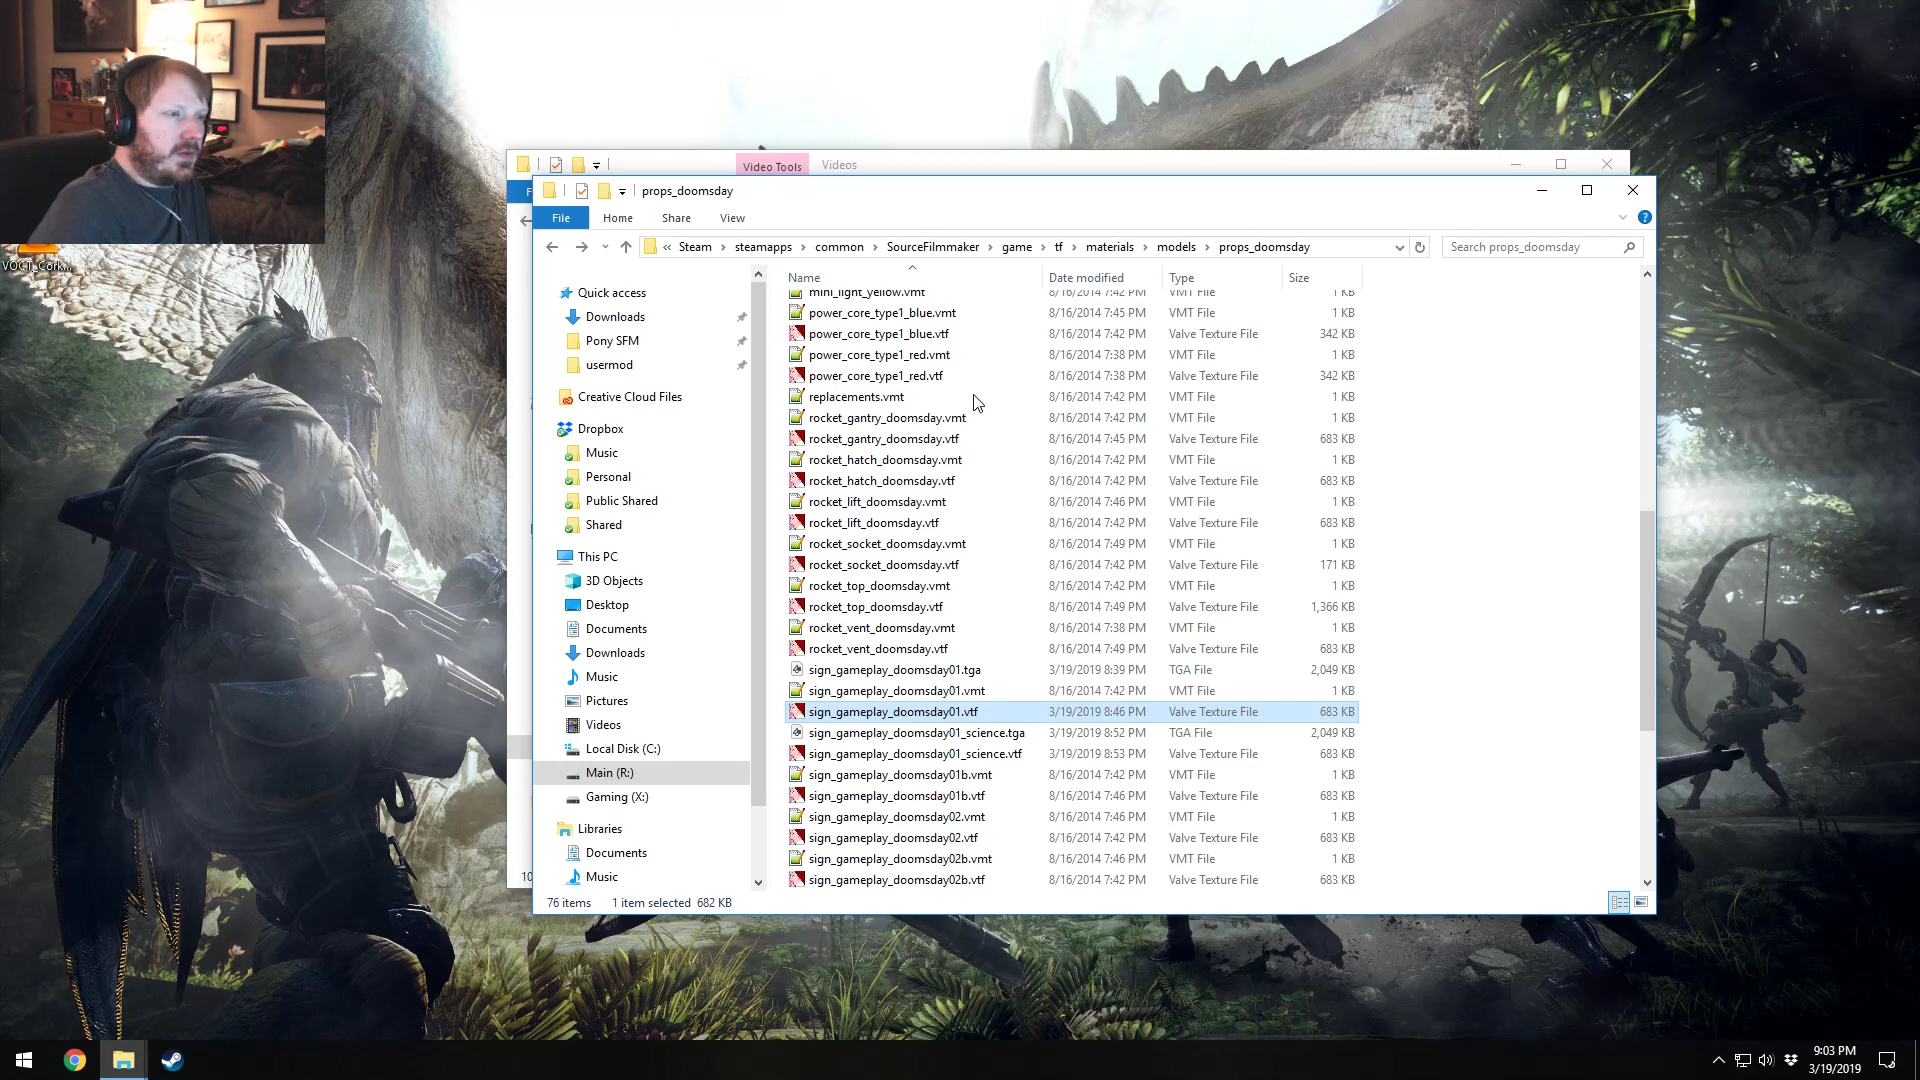 VOCT_Cork...
Video Tools
Videos
F
props_doomsday
File
Home
Share
View
« Steam > steamapps > common > SourceFilmmaker > game > tf > materials > models > props_doomsday
Search props_doomsday
Name
Date modified
Type
Size
Quick access
Downloads
Pony SFM
usermod
Creative Cloud Files
Dropbox
Music
Personal
Public Shared
Shared
This PC
3D Objects
Desktop
Documents
Downloads
Music
Pictures
Videos
Local Disk (C:)
Main (R:)
Gaming (X:)
Libraries
Documents
Music
mini_light_yellow.vmt 8/16/2014 7:42 PM VMT File 1 KB
power_core_type1_blue.vmt 8/16/2014 7:45 PM VMT File 1 KB
power_core_type1_blue.vtf 8/16/2014 7:42 PM Valve Texture File 342 KB
power_core_type1_red.vmt 8/16/2014 7:38 PM VMT File 1 KB
power_core_type1_red.vtf 8/16/2014 7:38 PM Valve Texture File 342 KB
replacements.vmt 8/16/2014 7:42 PM VMT File 1 KB
rocket_gantry_doomsday.vmt 8/16/2014 7:42 PM VMT File 1 KB
rocket_gantry_doomsday.vtf 8/16/2014 7:45 PM Valve Texture File 683 KB
rocket_hatch_doomsday.vmt 8/16/2014 7:42 PM VMT File 1 KB
rocket_hatch_doomsday.vtf 8/16/2014 7:42 PM Valve Texture File 683 KB
rocket_lift_doomsday.vmt 8/16/2014 7:46 PM VMT File 1 KB
rocket_lift_doomsday.vtf 8/16/2014 7:42 PM Valve Texture File 683 KB
rocket_socket_doomsday.vmt 8/16/2014 7:49 PM VMT File 1 KB
rocket_socket_doomsday.vtf 8/16/2014 7:42 PM Valve Texture File 171 KB
rocket_top_doomsday.vmt 8/16/2014 7:42 PM VMT File 1 KB
rocket_top_doomsday.vtf 8/16/2014 7:49 PM Valve Texture File 1,366 KB
rocket_vent_doomsday.vmt 8/16/2014 7:38 PM VMT File 1 KB
rocket_vent_doomsday.vtf 8/16/2014 7:49 PM Valve Texture File 683 KB
sign_gameplay_doomsday01.tga 3/19/2019 8:39 PM TGA File 2,049 KB
sign_gameplay_doomsday01.vmt 8/16/2014 7:42 PM VMT File 1 KB
sign_gameplay_doomsday01.vtf 3/19/2019 8:46 PM Valve Texture File 683 KB
sign_gameplay_doomsday01_science.tga 3/19/2019 8:52 PM TGA File 2,049 KB
sign_gameplay_doomsday01_science.vtf 3/19/2019 8:53 PM Valve Texture File 683 KB
sign_gameplay_doomsday01b.vmt 8/16/2014 7:42 PM VMT File 1 KB
sign_gameplay_doomsday01b.vtf 8/16/2014 7:46 PM Valve Texture File 683 KB
sign_gameplay_doomsday02.vmt 8/16/2014 7:46 PM VMT File 1 KB
sign_gameplay_doomsday02.vtf 8/16/2014 7:42 PM Valve Texture File 683 KB
sign_gameplay_doomsday02b.vmt 8/16/2014 7:46 PM VMT File 1 KB
sign_gameplay_doomsday02b.vtf 8/16/2014 7:42 PM Valve Texture File 683 KB
10
76 items 1 item selected 682 KB
9:03 PM
3/19/2019